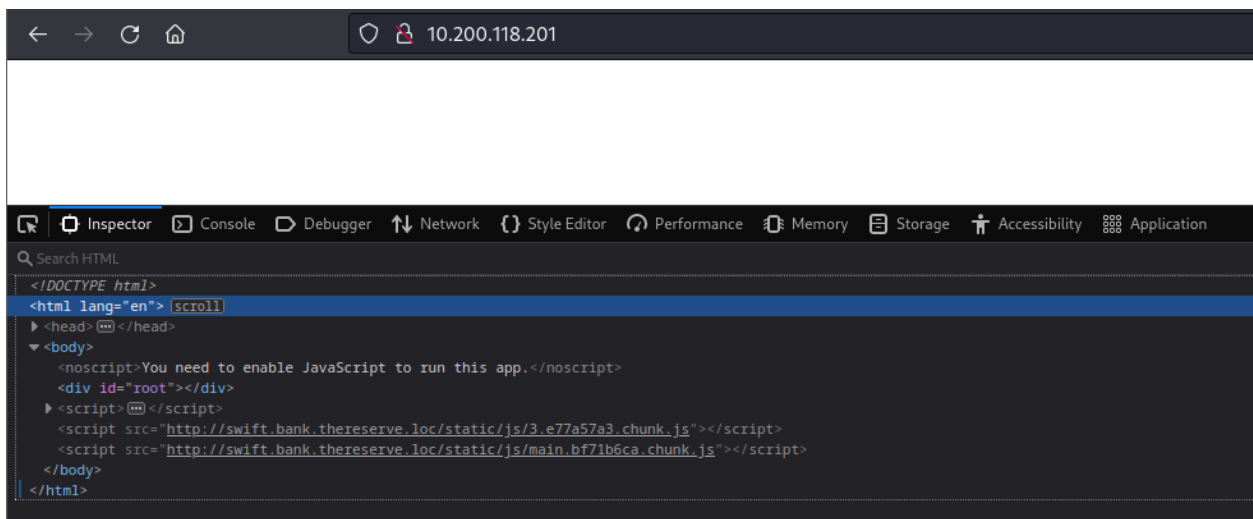 10.200.118.201
Inspector Console Debugger Network Style Editor Performance Memory Storage Accessibility Application
Search HTML
<!DOCTYPE html>
<html lang="en"> scroll
<head> ••• </head>
<body>
<noscript>You need to enable JavaScript to run this app.</noscript>
<div id="root"></div>
<script> ••• </script>
<script src="http://swift.bank.thereserve.loc/static/js/3.e77a57a3.chunk.js"></script>
<script src="http://swift.bank.thereserve.loc/static/js/main.bf71b6ca.chunk.js"></script>
</body>
</html>